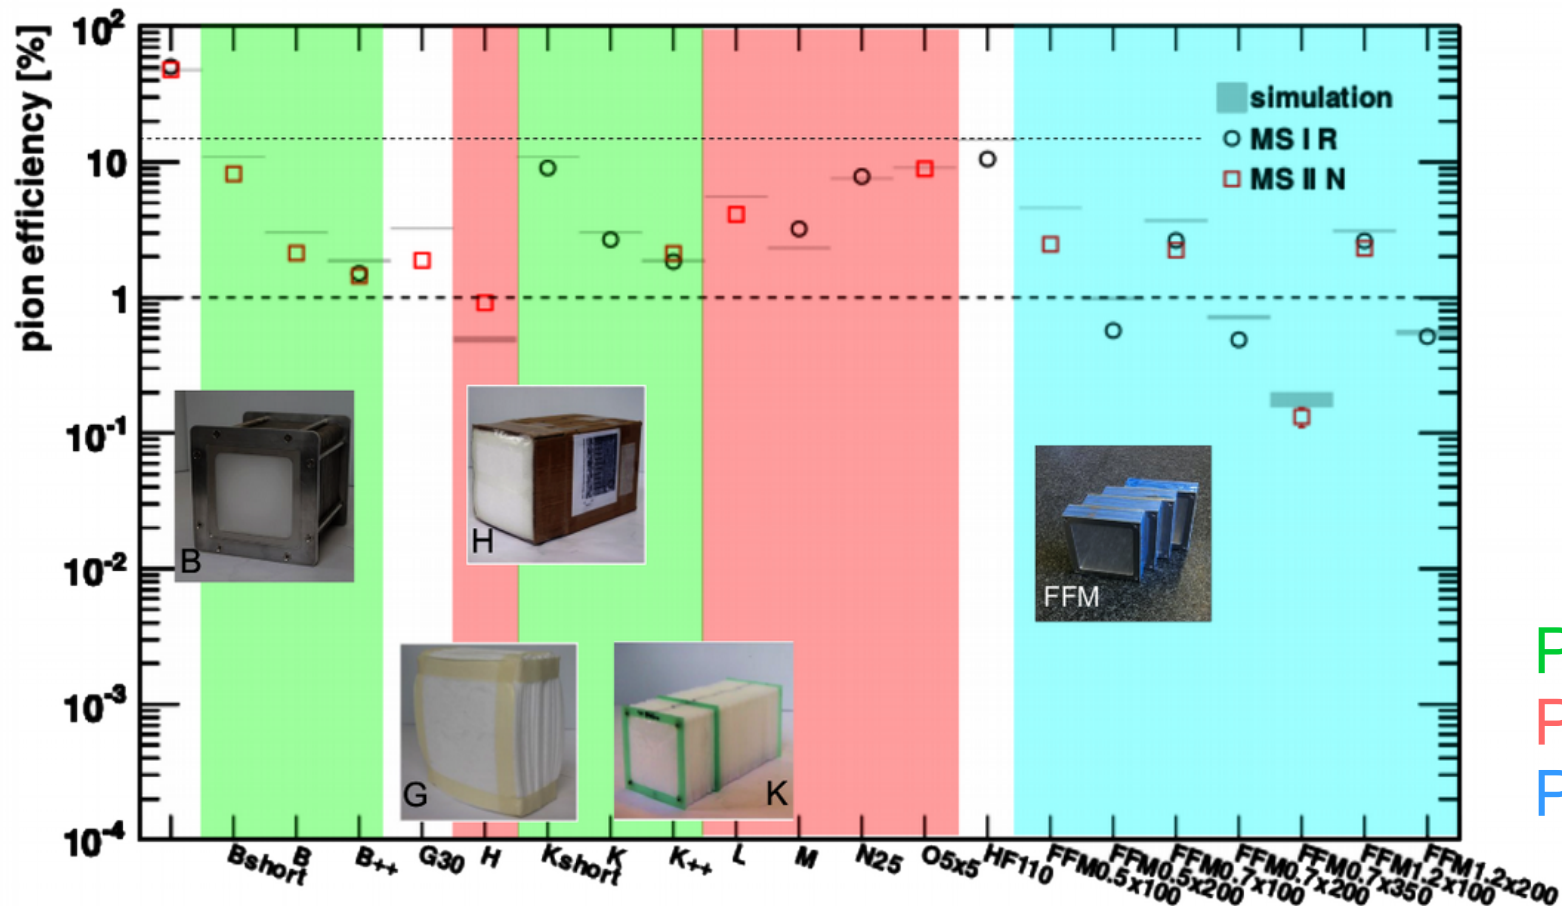 pion efficiency [%]
10²
10
1
10⁻¹
10⁻²
10⁻³
10⁻⁴
simulation
MS I R
MS II N
B
H
G
K
FFM
Bshort
B
B++
G30
H
Kshort
K
K++
L
M
N25
O5x5
HF110
FFM0.5x100
FFM0.5x200
FFM0.7x100
FFM0.7x200
FFM0.7x350
FFM1.2x100
FFM1.2x200
P
P
P